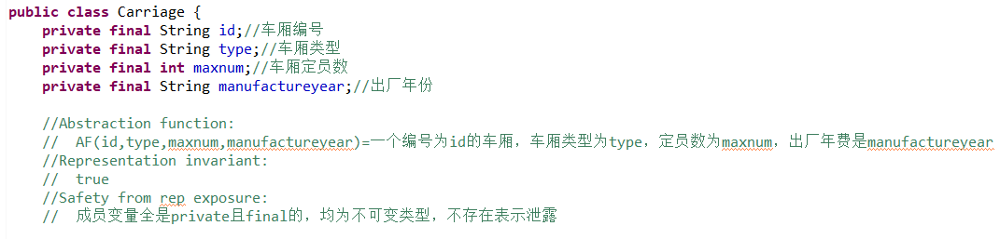 public class Carriage {
private final String id;//车厢编号
private final String type;//车厢类型
private final int maxnum;//车厢定员数
private final String manufactureyear;//出厂年份
//Abstraction function:
// AF(id,type,maxnum,manufactureyear)=一个编号为id的车厢，车厢类型为type，定员数为maxnum，出厂年费是manufactureyear
//Representation invariant:
// true
//Safety from rep exposure:
// 成员变量全是private且final的，均为不可变类型，不存在表示泄露